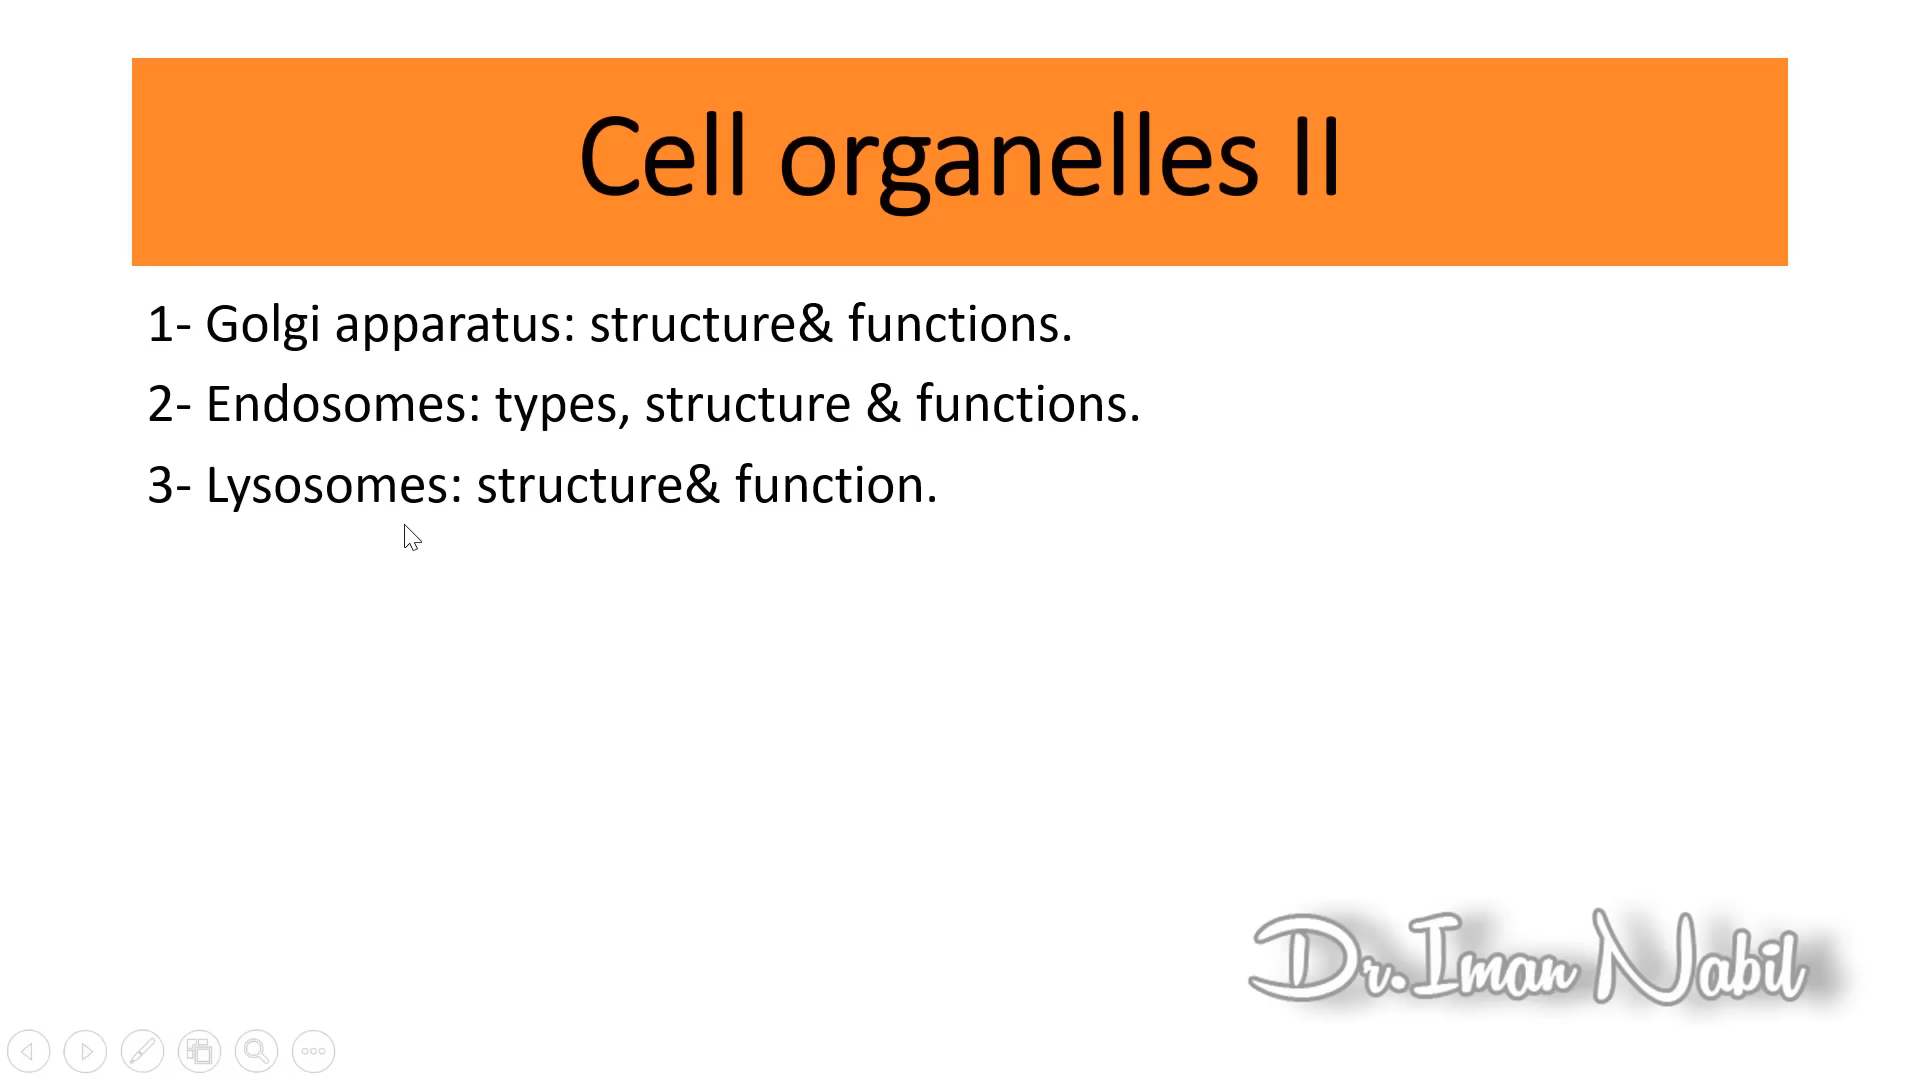 Cell organelles II
1- Golgi apparatus: structure& functions.
2- Endosomes: types, structure & functions.
3- Lysosomes: structure& function.
Dr.Iman Nabil